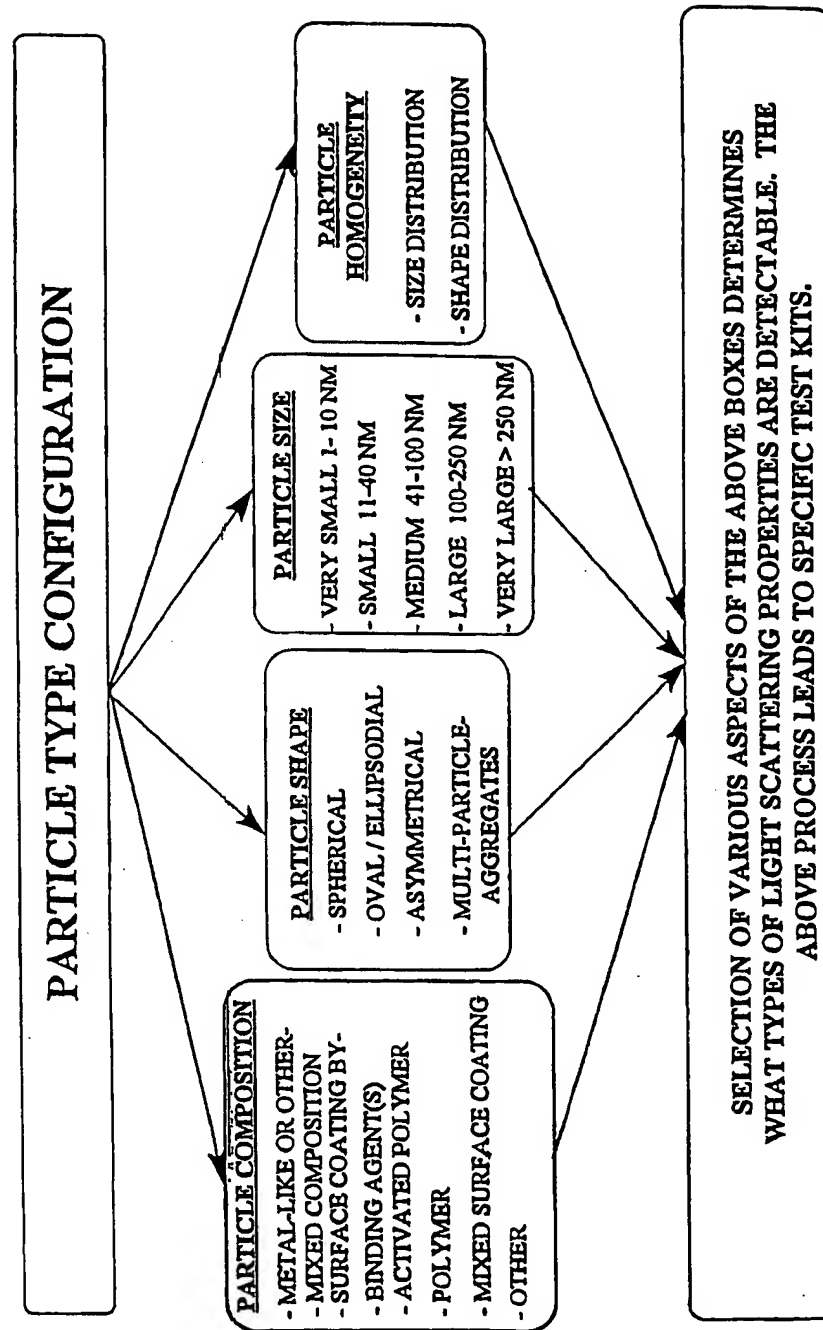 PARTICLE TYPE CONFIGURATION
PARTICLE COMPOSITION
- METAL-LIKE OR OTHER-
- MIXED COMPOSITION
- SURFACE COATING BY-
- BINDING AGENT(S)
- ACTIVATED POLYMER
- POLYMER
- MIXED SURFACE COATING
- OTHER
PARTICLE SHAPE
- SPHERICAL
- OVAL / ELLIPSODIAL
- ASYMMETRICAL
- MULTI-PARTICLE-
AGGREGATES
PARTICLE SIZE
- VERY SMALL 1- 10 NM
- SMALL 11-40 NM
- MEDIUM 41-100 NM
- LARGE 100-250 NM
- VERY LARGE > 250 NM
PARTICLE
HOMOGENEITY
- SIZE DISTRIBUTION
- SHAPE DISTRIBUTION
SELECTION OF VARIOUS ASPECTS OF THE ABOVE BOXES DETERMINES
WHAT TYPES OF LIGHT SCATTERING PROPERTIES ARE DETECTABLE. THE
ABOVE PROCESS LEADS TO SPECIFIC TEST KITS.